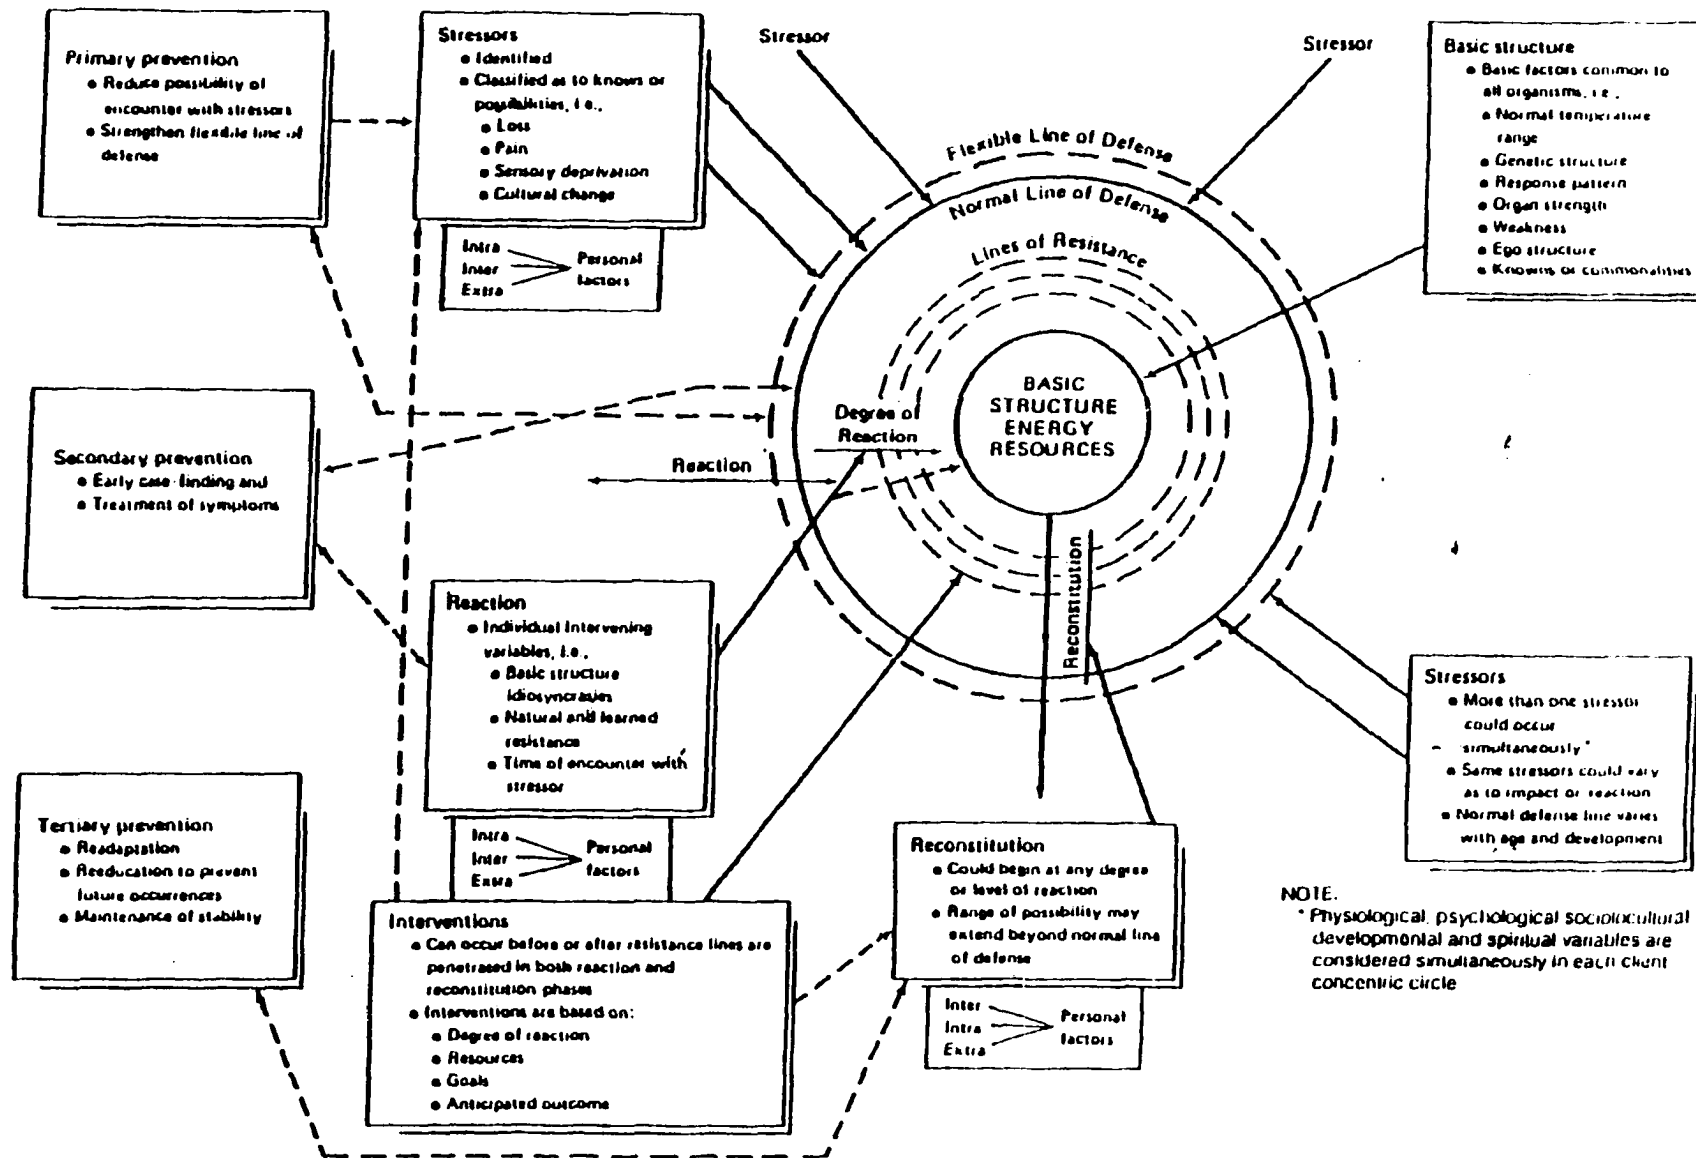 Primary prevention
• Reduce possibility of
encounter with stressors
• Strengthen flexible line of
defense
Stressors
• Identified
• Classified as to knows or
possibilities, i.e.,
• Loss
• Pain
• Sensory deprivation
• Cultural change
Intra
Inter
Extra
Personal
factors
Stressor
Stressor
Basic structure
• Basic factors common to
all organisms, i.e.,
• Normal temperature
range
• Genetic structure
• Response pattern
• Organ strength
• Weakness
• Ego structure
• Knowns or commonalities
Flexible Line of Defense
Normal Line of Defense
Lines of Resistance
BASIC
STRUCTURE
ENERGY
RESOURCES
Degree of
Reaction
Reaction
Reconstitution
Secondary prevention
• Early case-finding and
• Treatment of symptoms
Reaction
• Individual Intervening
variables, i.e.,
• Basic structure
Idiosyncrasies
• Natural and learned
resistance
• Time of encounter with
stressor
Intra
Inter
Extra
Personal
factors
Stressors
• More than one stressor
could occur
simultaneously*
• Same stressors could vary
as to impact or reaction
• Normal defense line varies
with age and development
Tertiary prevention
• Readaptation
• Reeducation to prevent
future occurrences
• Maintenance of stability
Interventions
• Can occur before or after resistance lines are
penetrated in both reaction and
reconstitution phases
• Interventions are based on:
• Degree of reaction
• Resources
• Goals
• Anticipated outcome
Reconstitution
• Could begin at any degree
or level of reaction
• Range of possibility may
extend beyond normal line
of defense
Inter
Intra
Extra
Personal
factors
NOTE.
* Physiological, psychological sociolocultural
developmental and spiritual variables are
considered simultaneously in each client
concentric circle